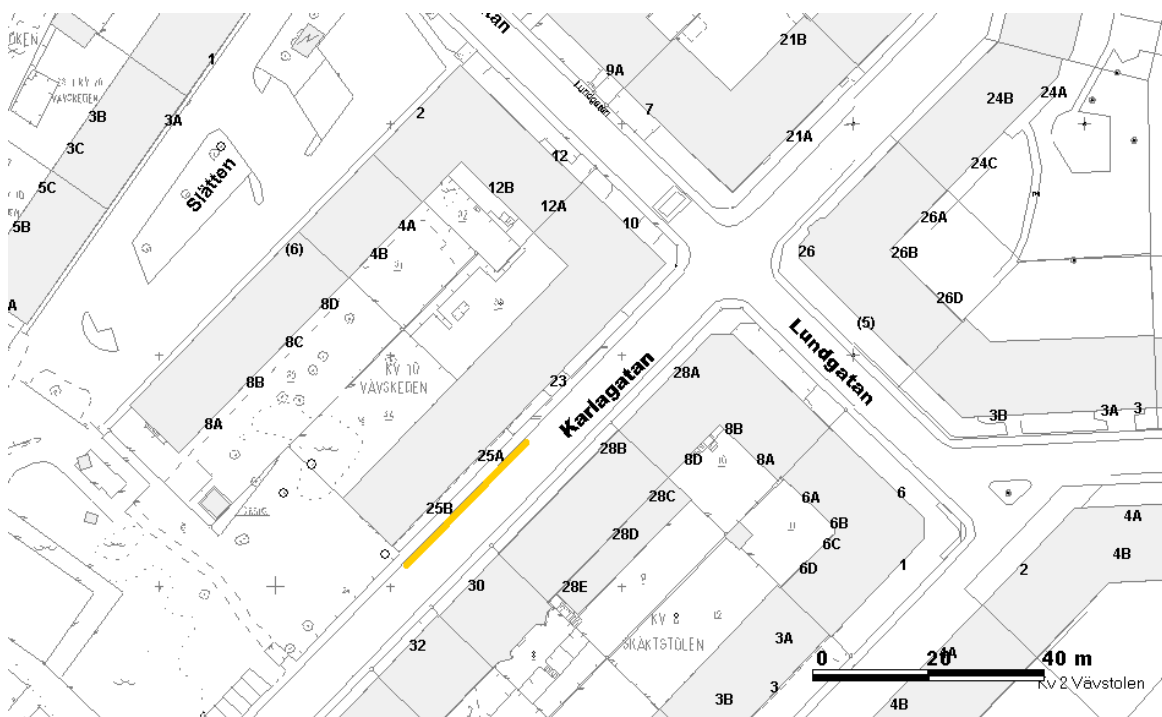 OKEN
1
VÄVSKEDEN
3B
3A
3C
5C
5B
A
Slätten
2
9A
7
21B
21A
24A
24B
24C
12
12B
12A
10
26A
26
26B
26D
(6)
4A
4B
8D
8C
8B
8A
KV 10
VÄVSKEDEN
23
Karlagatan
Lundgatan
(5)
3B
3A
3
28A
28B
25A
25B
8B
8D
8A
28C
28D
28E
6A
6
6B
6C
6D
1
4A
4B
2
30
32
KV 8
SKÄKTSTOLEN
3A
3B
3
4A
4B
0
20
40 m
KV 2 Vävstolen